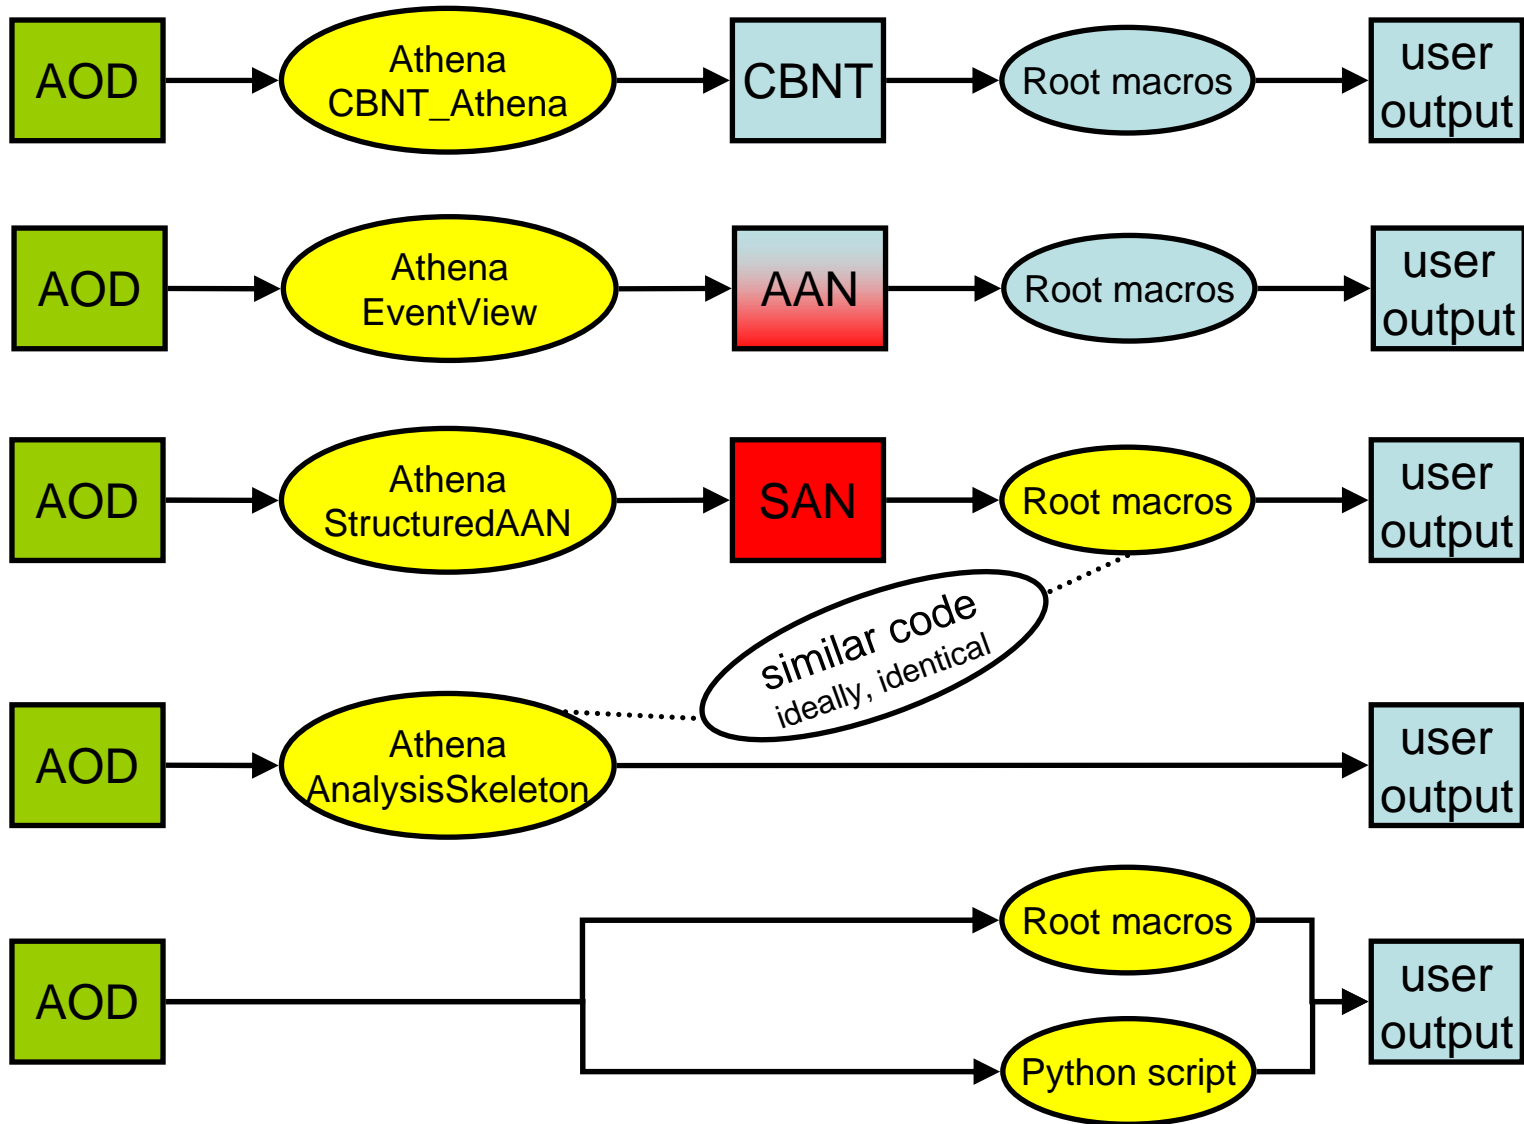 AOD
Athena
CBNT_Athena
CBNT
Root macros
user
output
AOD
Athena
EventView
AAN
Root macros
user
output
AOD
Athena
StructuredAAN
SAN
Root macros
user
output
similar code
ideally, identical
AOD
Athena
AnalysisSkeleton
user
output
AOD
Root macros
Python script
user
output